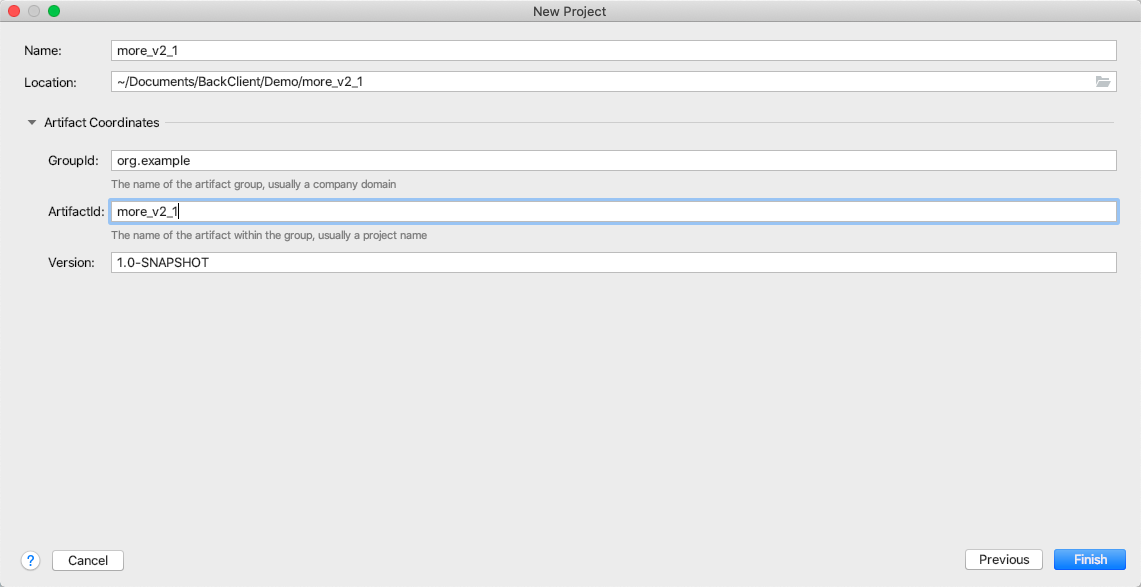 New Project
Name: more_v2_1
Location: ~/Documents/BackClient/Demo/more_v2_1
Artifact Coordinates
GroupId: org.example
The name of the artifact group, usually a company domain
ArtifactId: more_v2_1
The name of the artifact within the group, usually a project name
Version: 1.0-SNAPSHOT
? Cancel Previous Finish